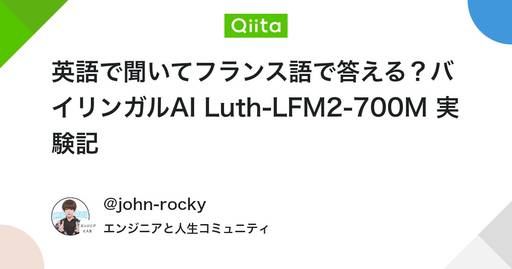 Qiita
英語で聞いてフランス語で答える？バ
イリンガルAI Luth-LFM2-700M 実
験記
@john-rocky
エンジニアと人生コミュニティ